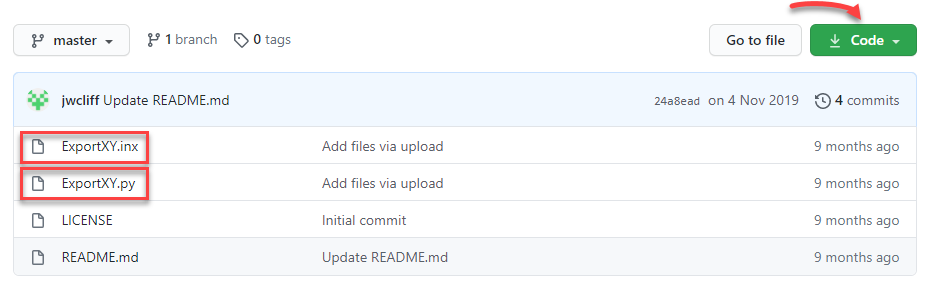 master 1 branch 0 tags Go to file Code
jwcliff Update README.md 24a8ead on 4 Nov 2019 4 commits
ExportXY.inx Add files via upload 9 months ago
ExportXY.py Add files via upload 9 months ago
LICENSE Initial commit 9 months ago
README.md Update README.md 9 months ago